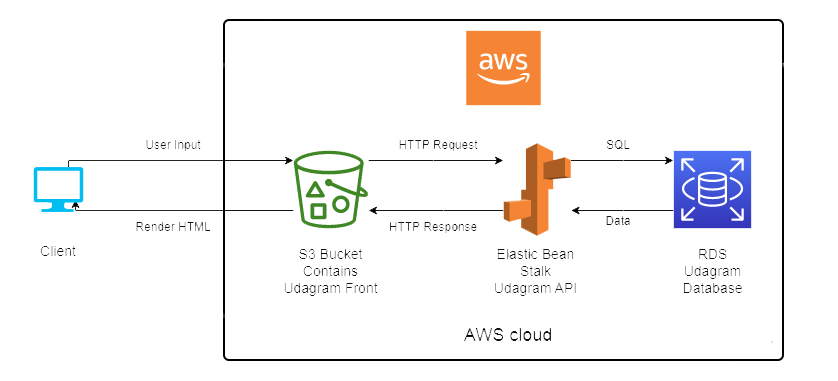 aws
User Input
HTTP Request
SQL
Render HTML
HTTP Response
Data
Client
S3 Bucket
Contains
Udagram Front
Elastic Bean
Stalk
Udagram API
RDS
Udagram
Database
AWS cloud